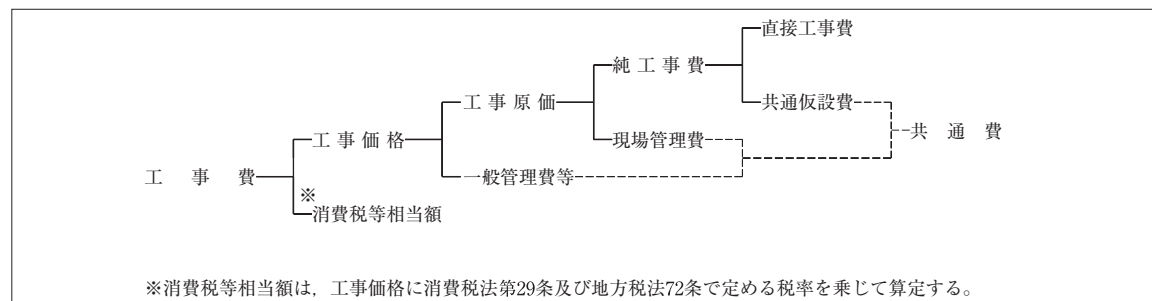 直接工事費
純工事費
工事原価
共通仮設費
共通費
工事価格
現場管理費
工事費
一般管理費等
※
消費税等相当額
※消費税等相当額は，工事価格に消費税法第29条及び地方税法72条で定める税率を乗じて算定する。